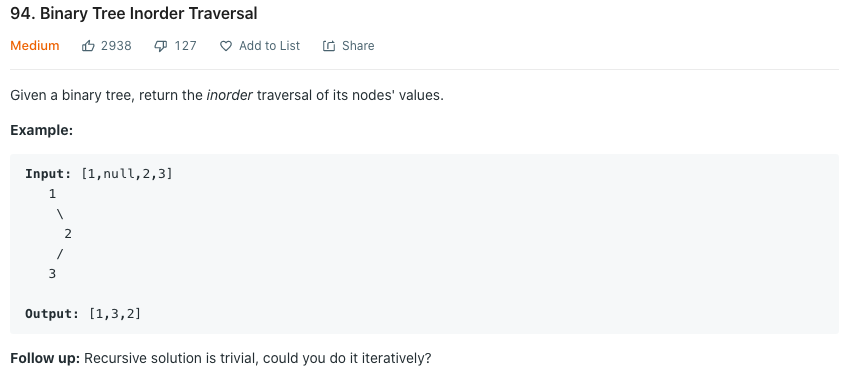 94. Binary Tree Inorder Traversal
Medium 2938 127 Add to List Share
Given a binary tree, return the inorder traversal of its nodes' values.
Example:
Input: [1,null,2,3]
   1
    \
     2
    /
   3
Output: [1,3,2]
Follow up: Recursive solution is trivial, could you do it iteratively?